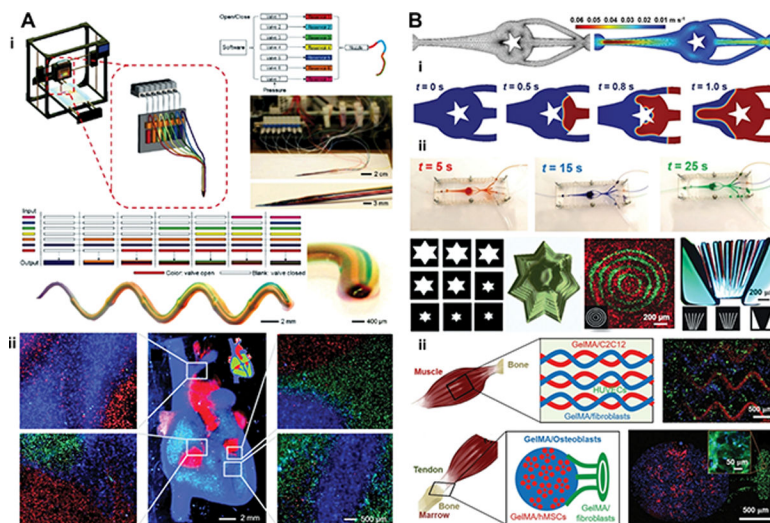 A
i
Open/Close
Software
Pressure
Nozzle
2 cm
3 mm
Input
Output
Color: valve open
Blank: valve closed
2 mm
400 µm
ii
2 mm
500 µm
B
0.06 0.05 0.04 0.03 0.02 0.01 m s⁻¹
i
t = 0 s
t = 0.5 s
t = 0.8 s
t = 1.0 s
ii
t = 5 s
t = 15 s
t = 25 s
200 µm
200 µm
ii
Muscle
Bone
GelMA/C2C12
HUVECs
GelMA/fibroblasts
500 µm
Tendon
Bone
Marrow
GelMA/Osteoblasts
GelMA/hMSCs
GelMA/
fibroblasts
50 µm
500 µm